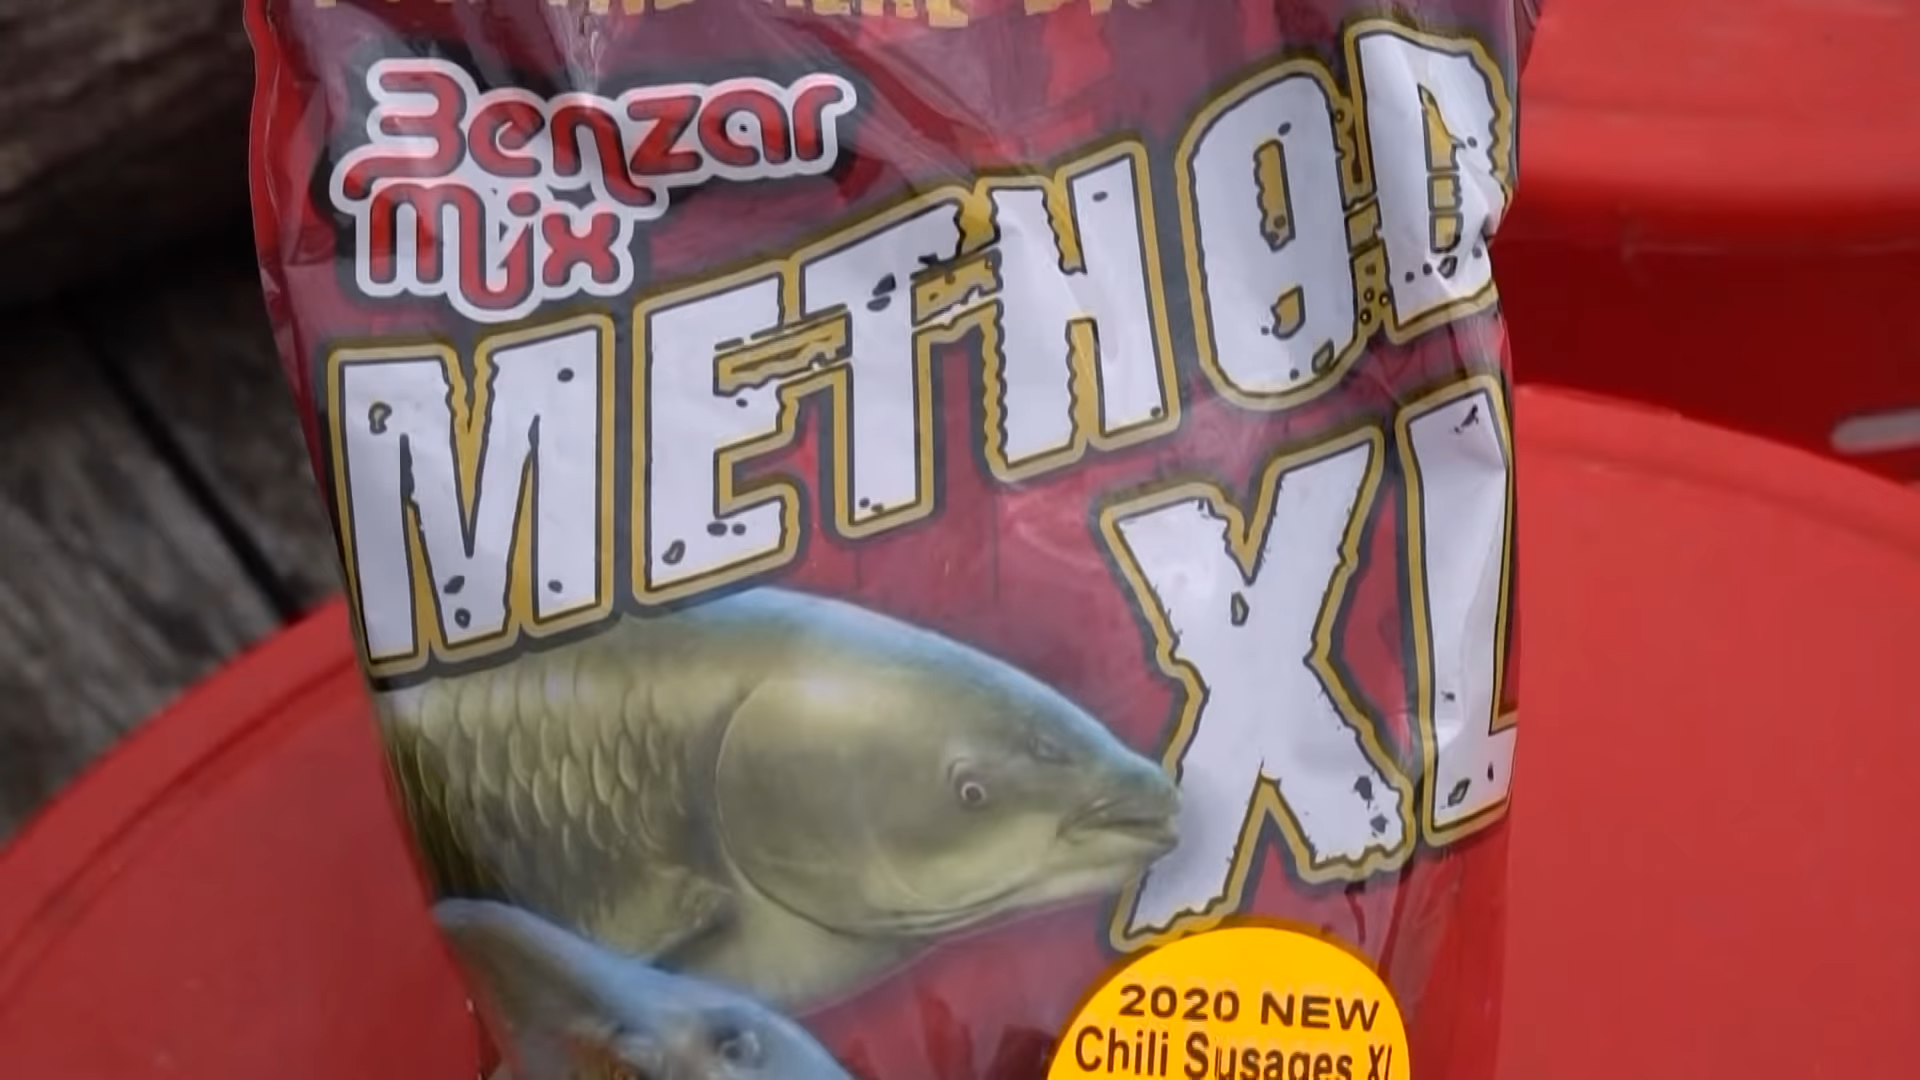 Benzar
Mix
METHOD
XL
2020 NEW
Chili Susages XL